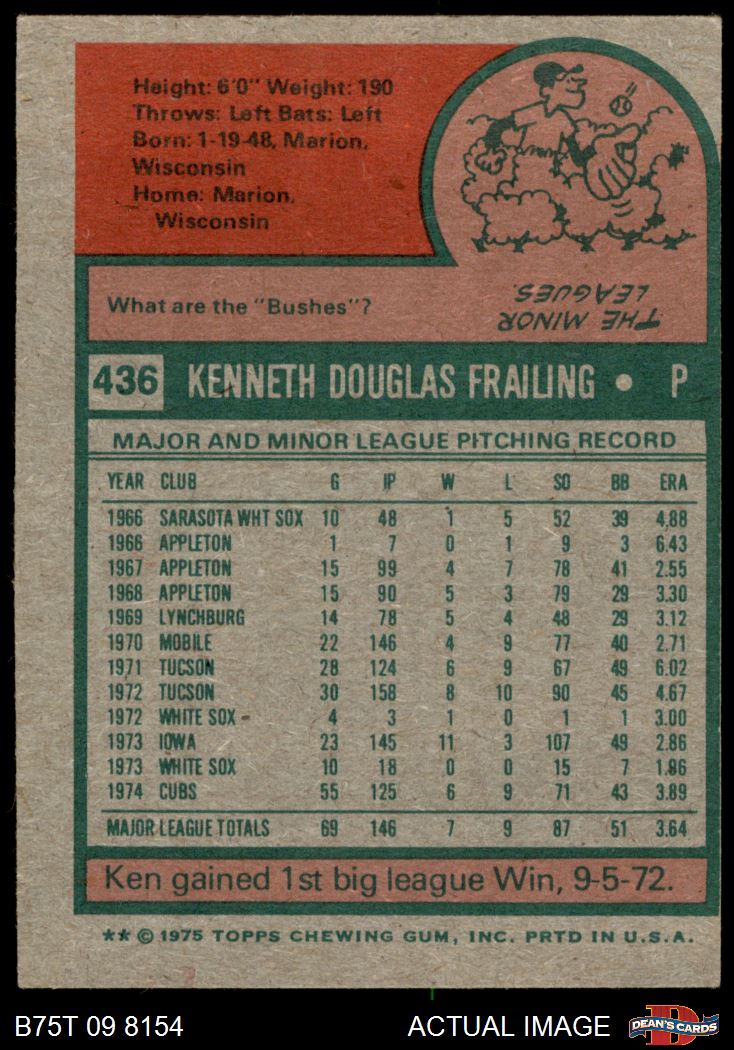 Height: 6'0" Weight: 190
Throws: Left Bats: Left
Born: 1-19-48, Marion,
Wisconsin
Home: Marion,
Wisconsin
What are the "Bushes"?
THE MINOR
LEAGUES.
436 KENNETH DOUGLAS FRAILING • P
MAJOR AND MINOR LEAGUE PITCHING RECORD
YEAR CLUB G IP W L SO BB ERA
1966 SARASOTA WHT SOX 10 48 1 5 52 39 4.88
1966 APPLETON 1 7 0 1 9 3 6.43
1967 APPLETON 15 99 4 7 78 41 2.55
1968 APPLETON 15 90 5 3 79 29 3.30
1969 LYNCHBURG 14 78 5 4 48 29 3.12
1970 MOBILE 22 146 4 9 77 40 2.71
1971 TUCSON 28 124 6 9 67 49 6.02
1972 TUCSON 30 158 8 10 90 45 4.67
1972 WHITE SOX 4 3 1 0 1 1 3.00
1973 IOWA 23 145 11 3 107 49 2.86
1973 WHITE SOX 10 18 0 0 15 7 1.96
1974 CUBS 55 125 6 9 71 43 3.89
MAJOR LEAGUE TOTALS 69 146 7 9 87 51 3.64
Ken gained 1st big league Win, 9-5-72.
** © 1975 TOPPS CHEWING GUM, INC. PRTD IN U.S.A.
B75T 09 8154 ACTUAL IMAGE DEAN'S CARDS